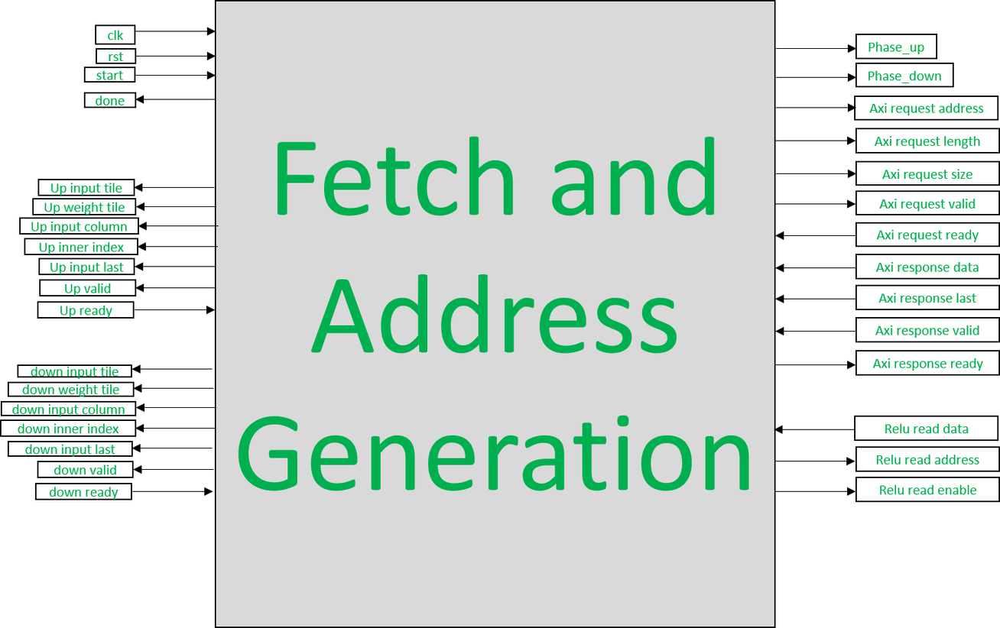 clk
rst
start
done
Up input tile
Up weight tile
Up input column
Up inner index
Up input last
Up valid
Up ready
down input tile
down weight tile
down input column
down inner index
down input last
down valid
down ready
Fetch and
Address
Generation
Phase_up
Phase_down
Axi request address
Axi request length
Axi request size
Axi request valid
Axi request ready
Axi response data
Axi response last
Axi response valid
Axi response ready
Relu read data
Relu read address
Relu read enable